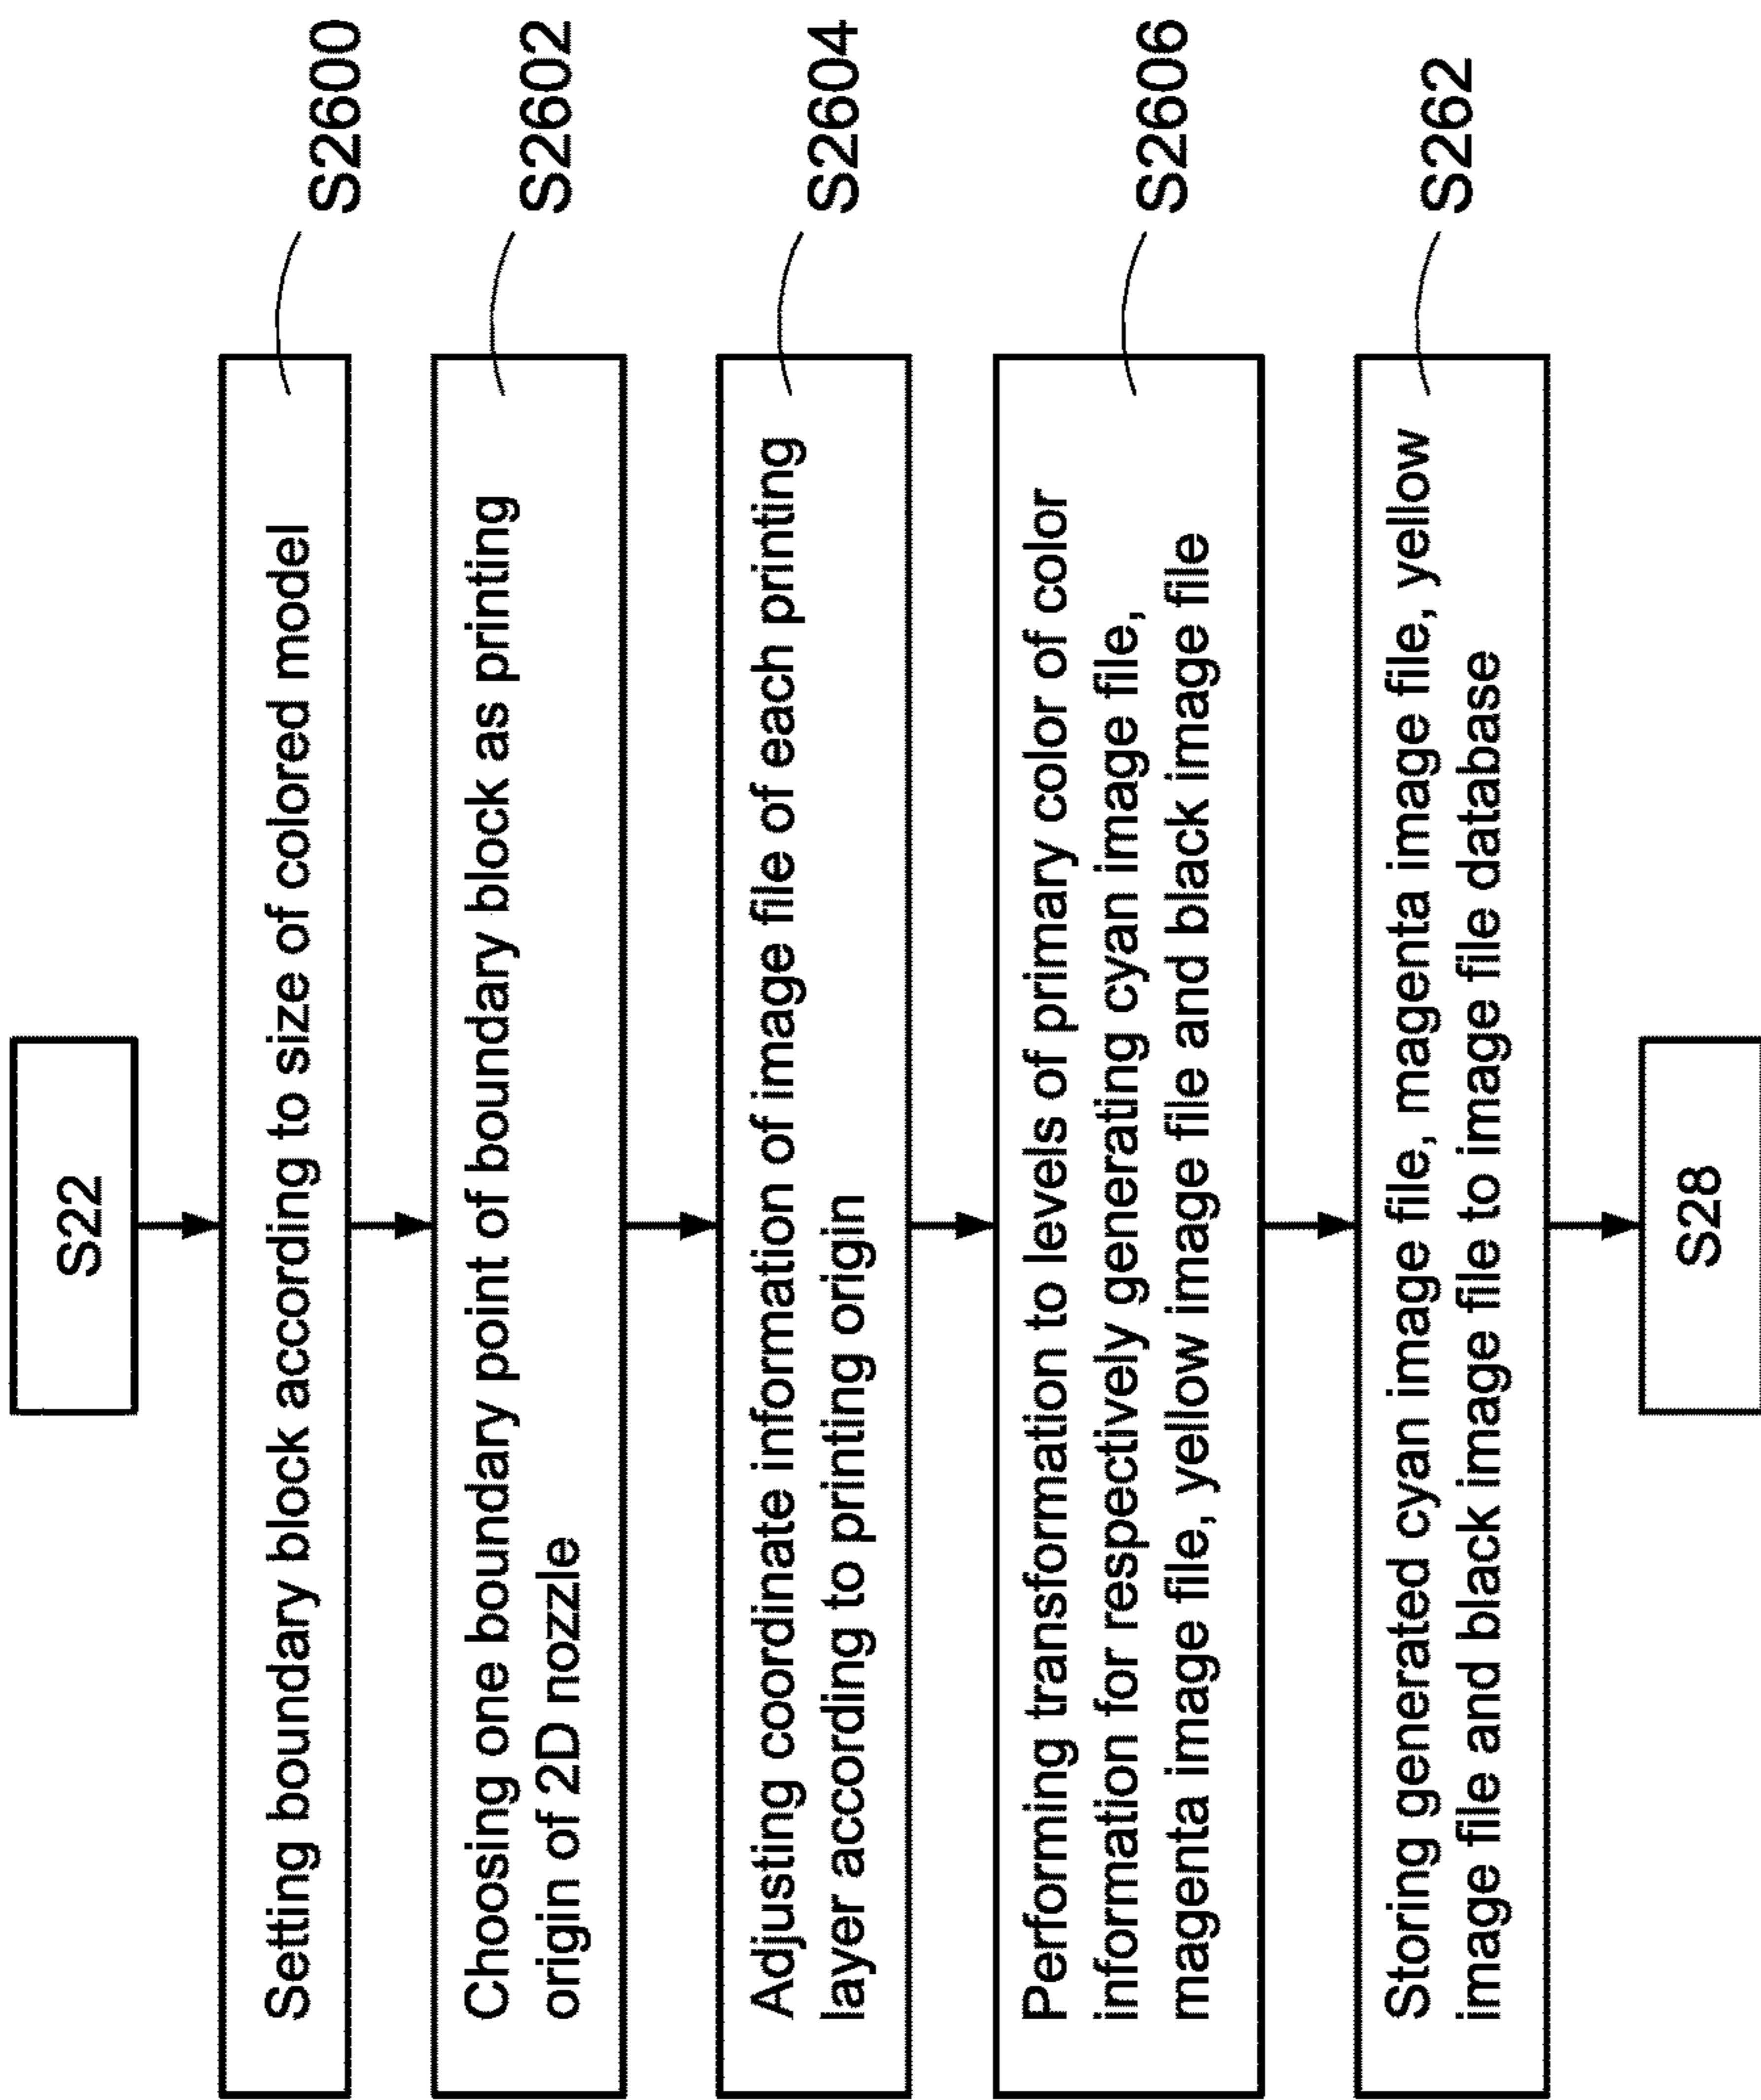 S22
Setting boundary block according to size of colored model
S2600
Choosing one boundary point of boundary block as printing
origin of 2D nozzle
S2602
Adjusting coordinate information of image file of each printing
layer according to printing origin
S2604
Performing transformation to levels of primary color of color
information for respectively generating cyan image file,
magenta image file, yellow image file and black image file
S2606
Storing generated cyan image file, magenta image file, yellow
image file and black image file to image file database
S262
S28